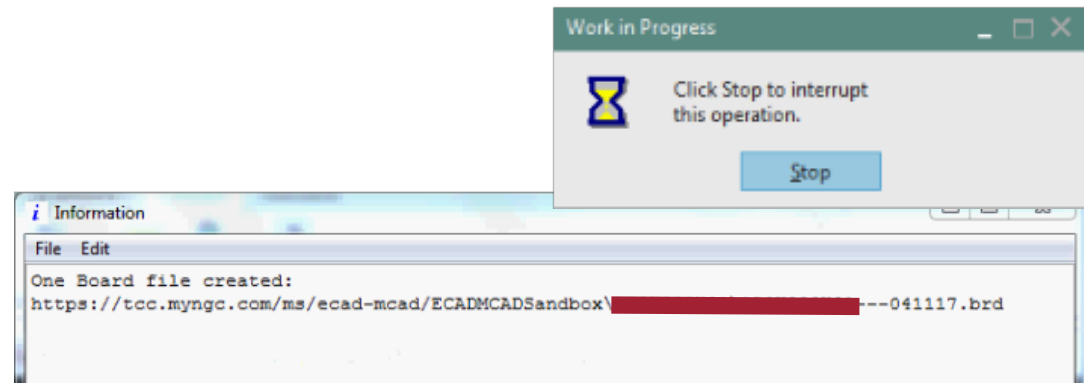 Work in Progress
Click Stop to interrupt
this operation.
Stop
Information
File Edit
One Board file created:
https://tcc.myngc.com/ms/ecad-mcad/ECADMCADSandbox\ ---041117.brd